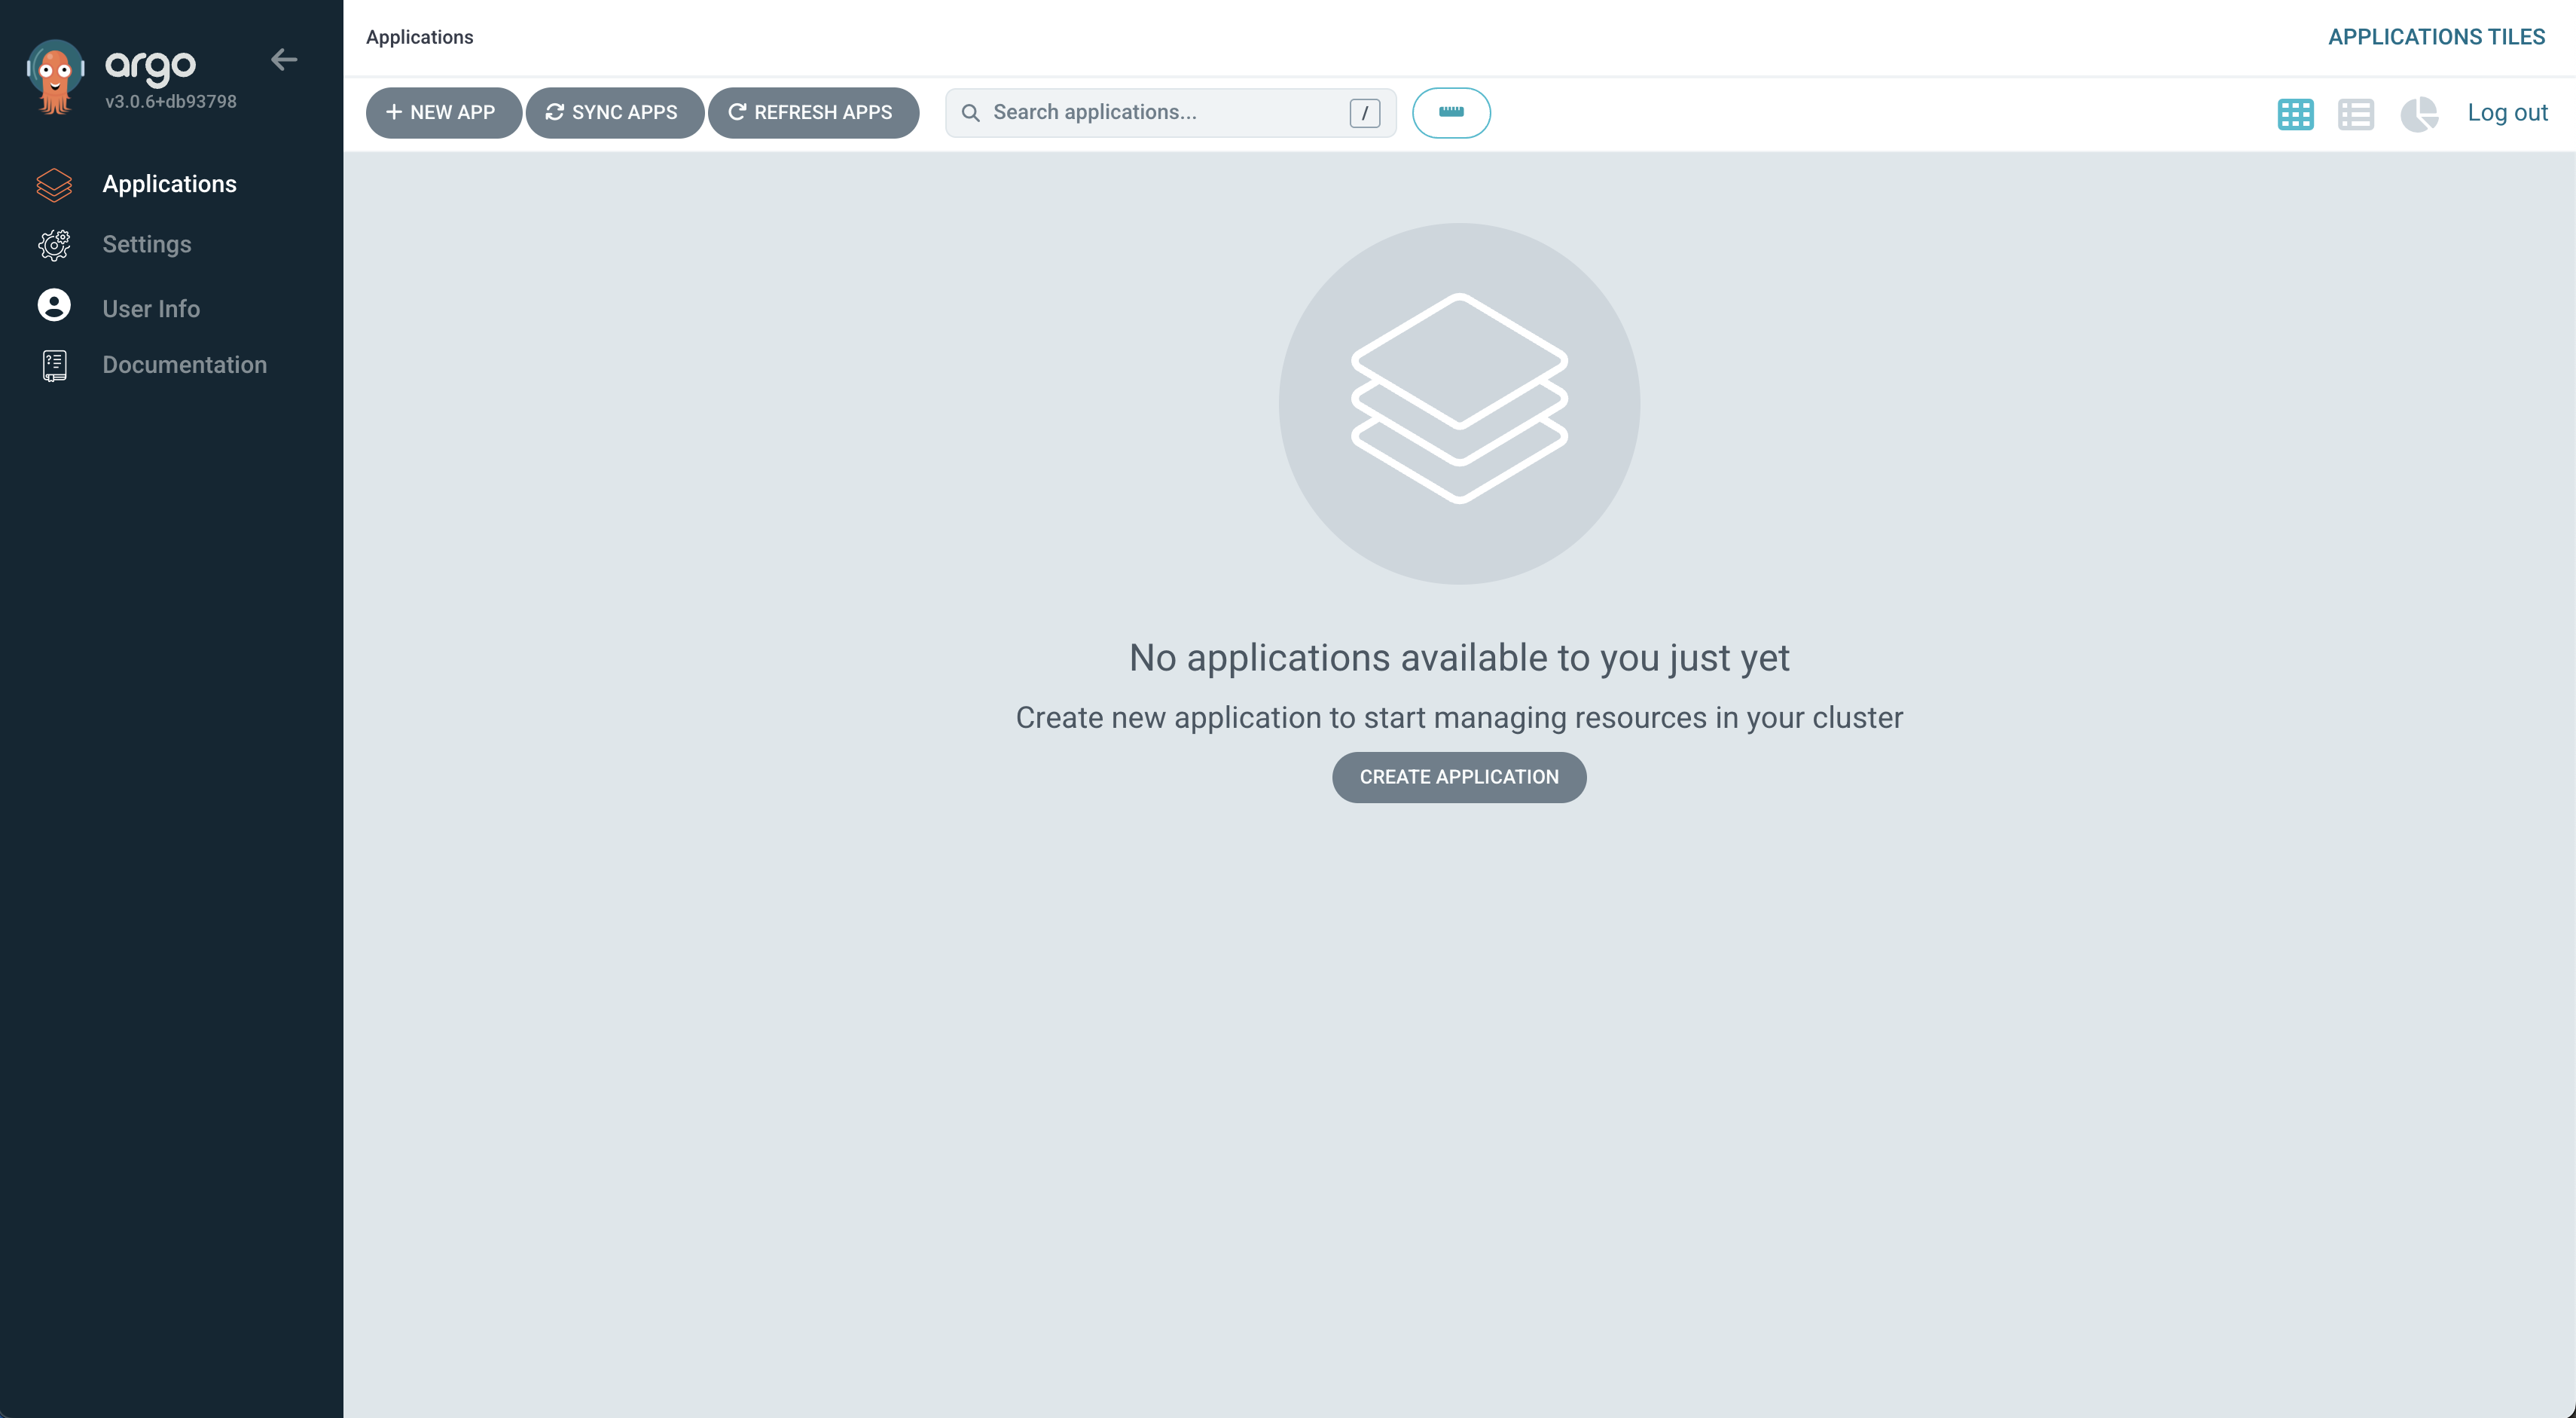 argo
v3.0.6+db93798
Applications
Settings
User Info
Documentation
Applications
APPLICATIONS TILES
NEW APP
SYNC APPS
REFRESH APPS
Search applications...
/
Log out
No applications available to you just yet
Create new application to start managing resources in your cluster
CREATE APPLICATION